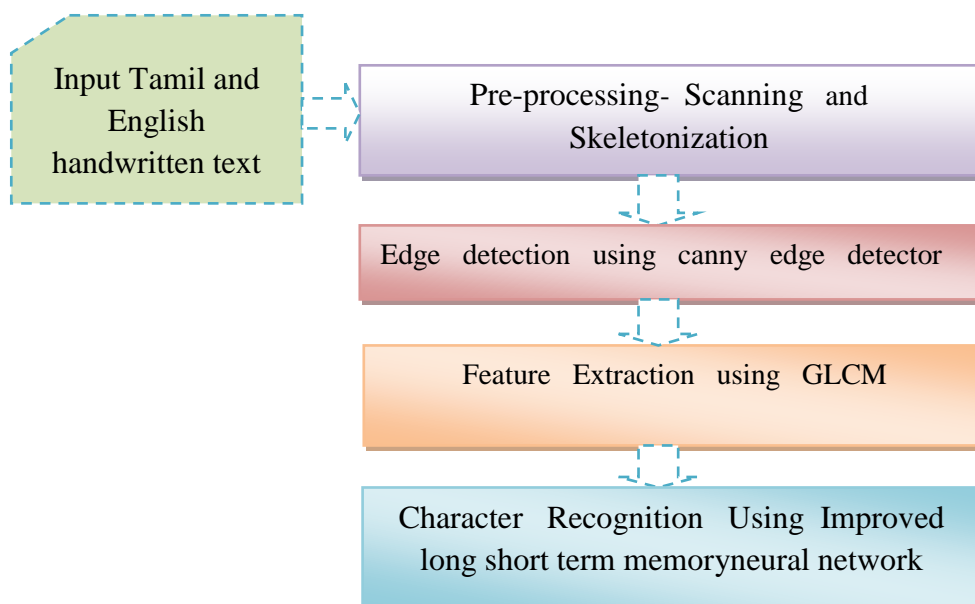 Input Tamil and
English
handwritten text
Pre-processing- Scanning and
Skeletonization
Edge detection using canny edge detector
Feature Extraction using GLCM
Character Recognition Using Improved
long short term memoryneural network